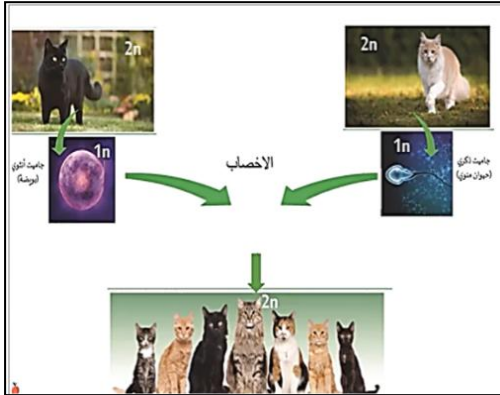 2n
2n
1n
جاميت أنثوي
(بويضة)
الاخصاب
1n
جاميت ذكري
(حيوان منوي)
2n